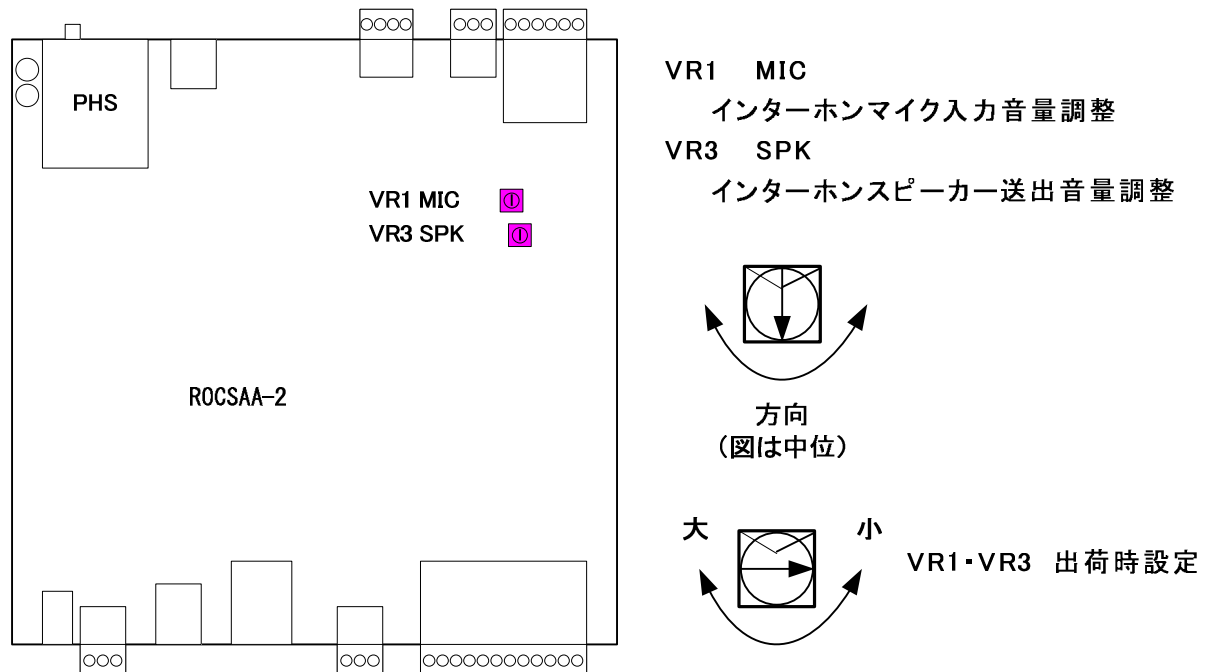 PHS
VR1 MIC
VR3 SPK
ROCSAA-2
VR1 MIC
インターホンマイク入力音量調整
VR3 SPK
インターホンスピーカー送出音量調整
方向
（図は中位）
大 小
VR1・VR3 出荷時設定